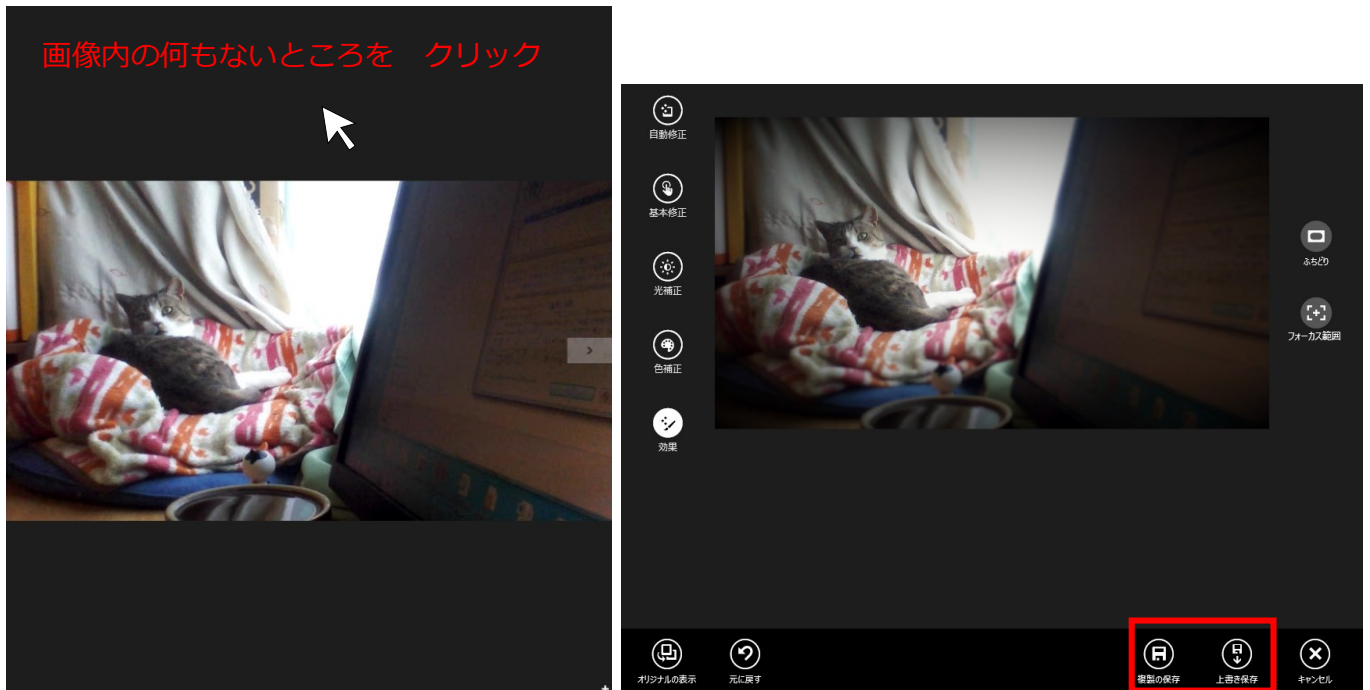 画像内の何もないところを　クリック
自動修正
基本修正
光補正
色補正
効果
ふちどり
フォーカス範囲
オリジナルの表示
元に戻す
複製の保存
上書き保存
キャンセル